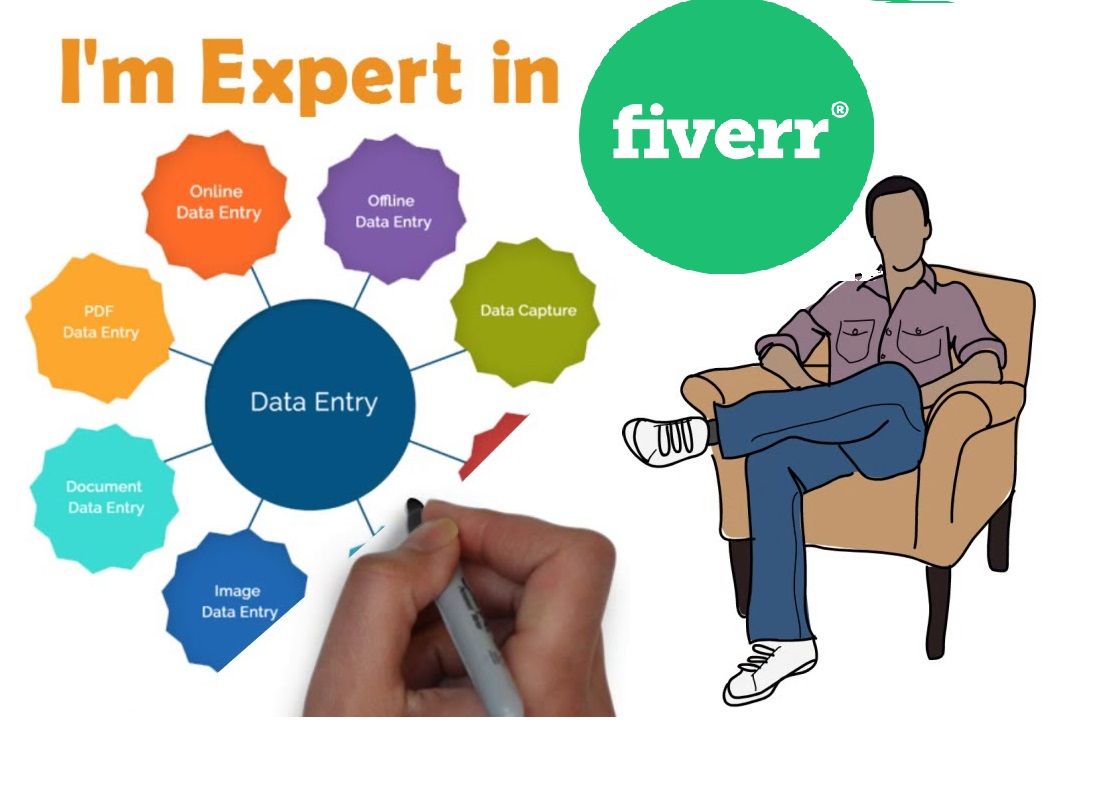 I'm Expert in
fiverr®
Online
Data Entry
Offline
Data Entry
PDF
Data Entry
Data Capture
Data Entry
Document
Data Entry
Image
Data Entry